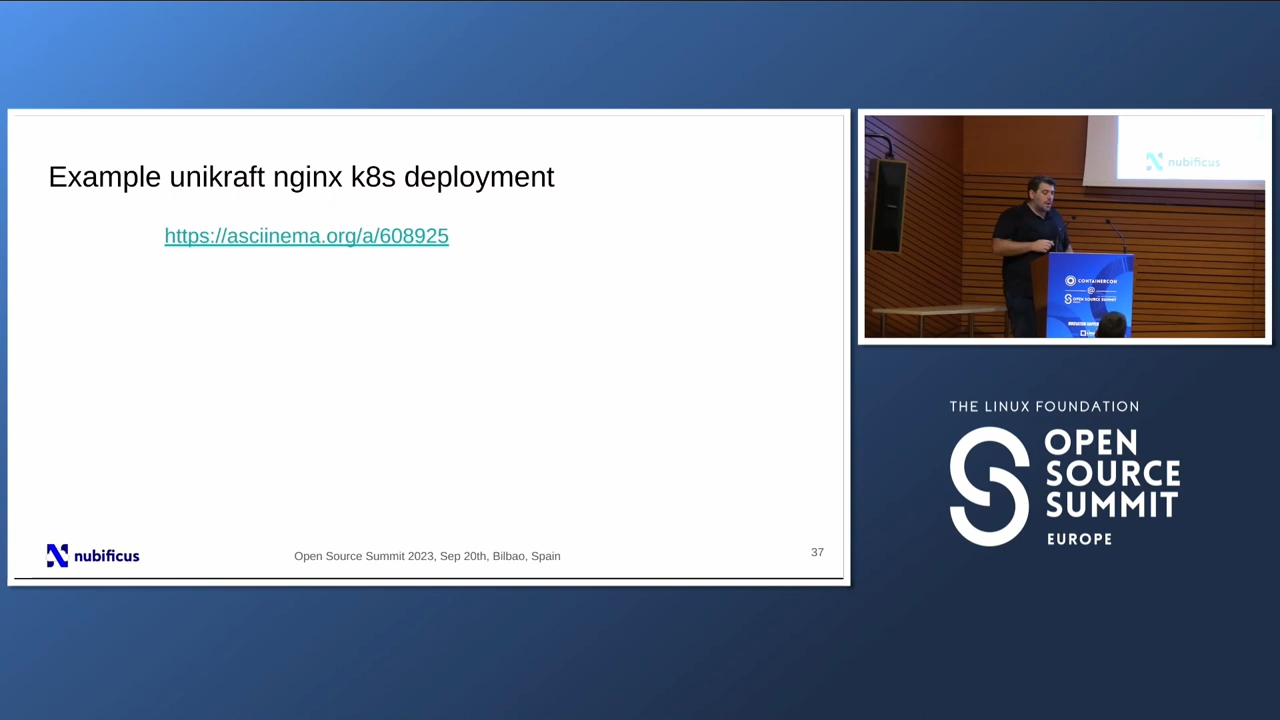 Example unikraft nginx k8s deployment
https://asciinema.org/a/608925
nubificus
Open Source Summit 2023, Sep 20th, Bilbao, Spain
37
nubificus
CONTAINERCON
@
OPEN SOURCE SUMMIT
THE LINUX FOUNDATION
OPEN
SOURCE
SUMMIT
EUROPE